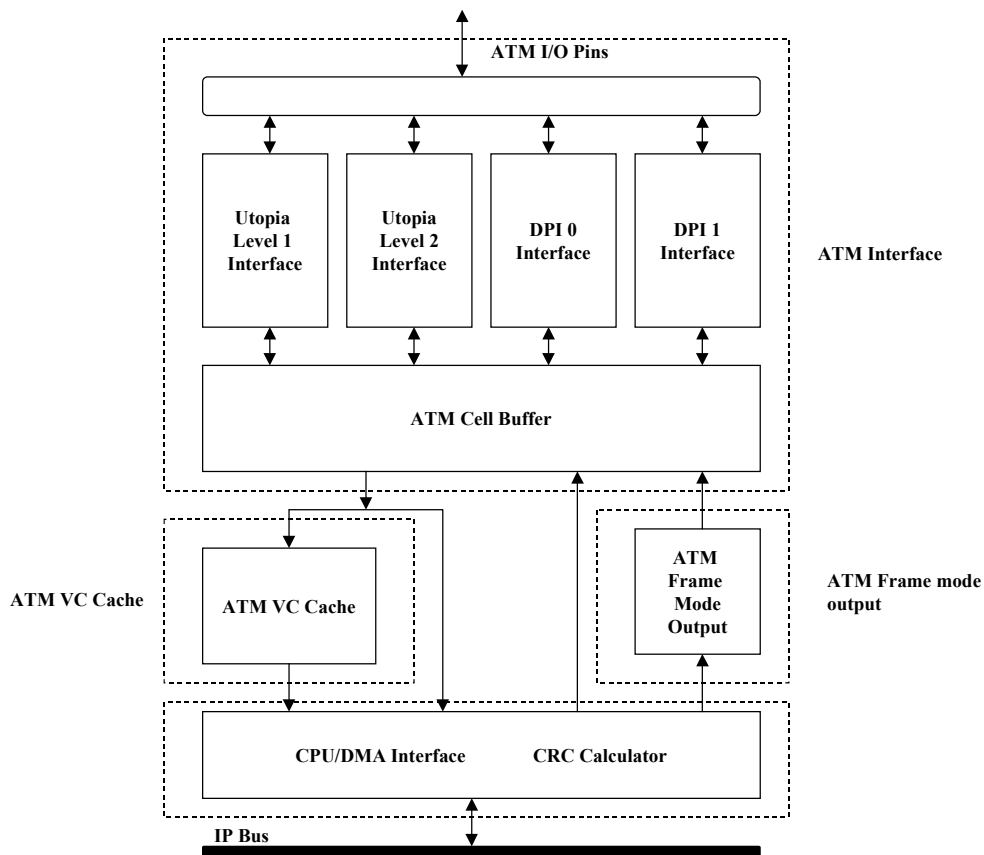 ATM I/O Pins
Utopia
Level 1
Interface
Utopia
Level 2
Interface
DPI 0
Interface
DPI 1
Interface
ATM Interface
ATM Cell Buffer
ATM VC Cache
ATM VC Cache
ATM
Frame
Mode
Output
ATM Frame mode
output
CPU/DMA Interface
CRC Calculator
IP Bus